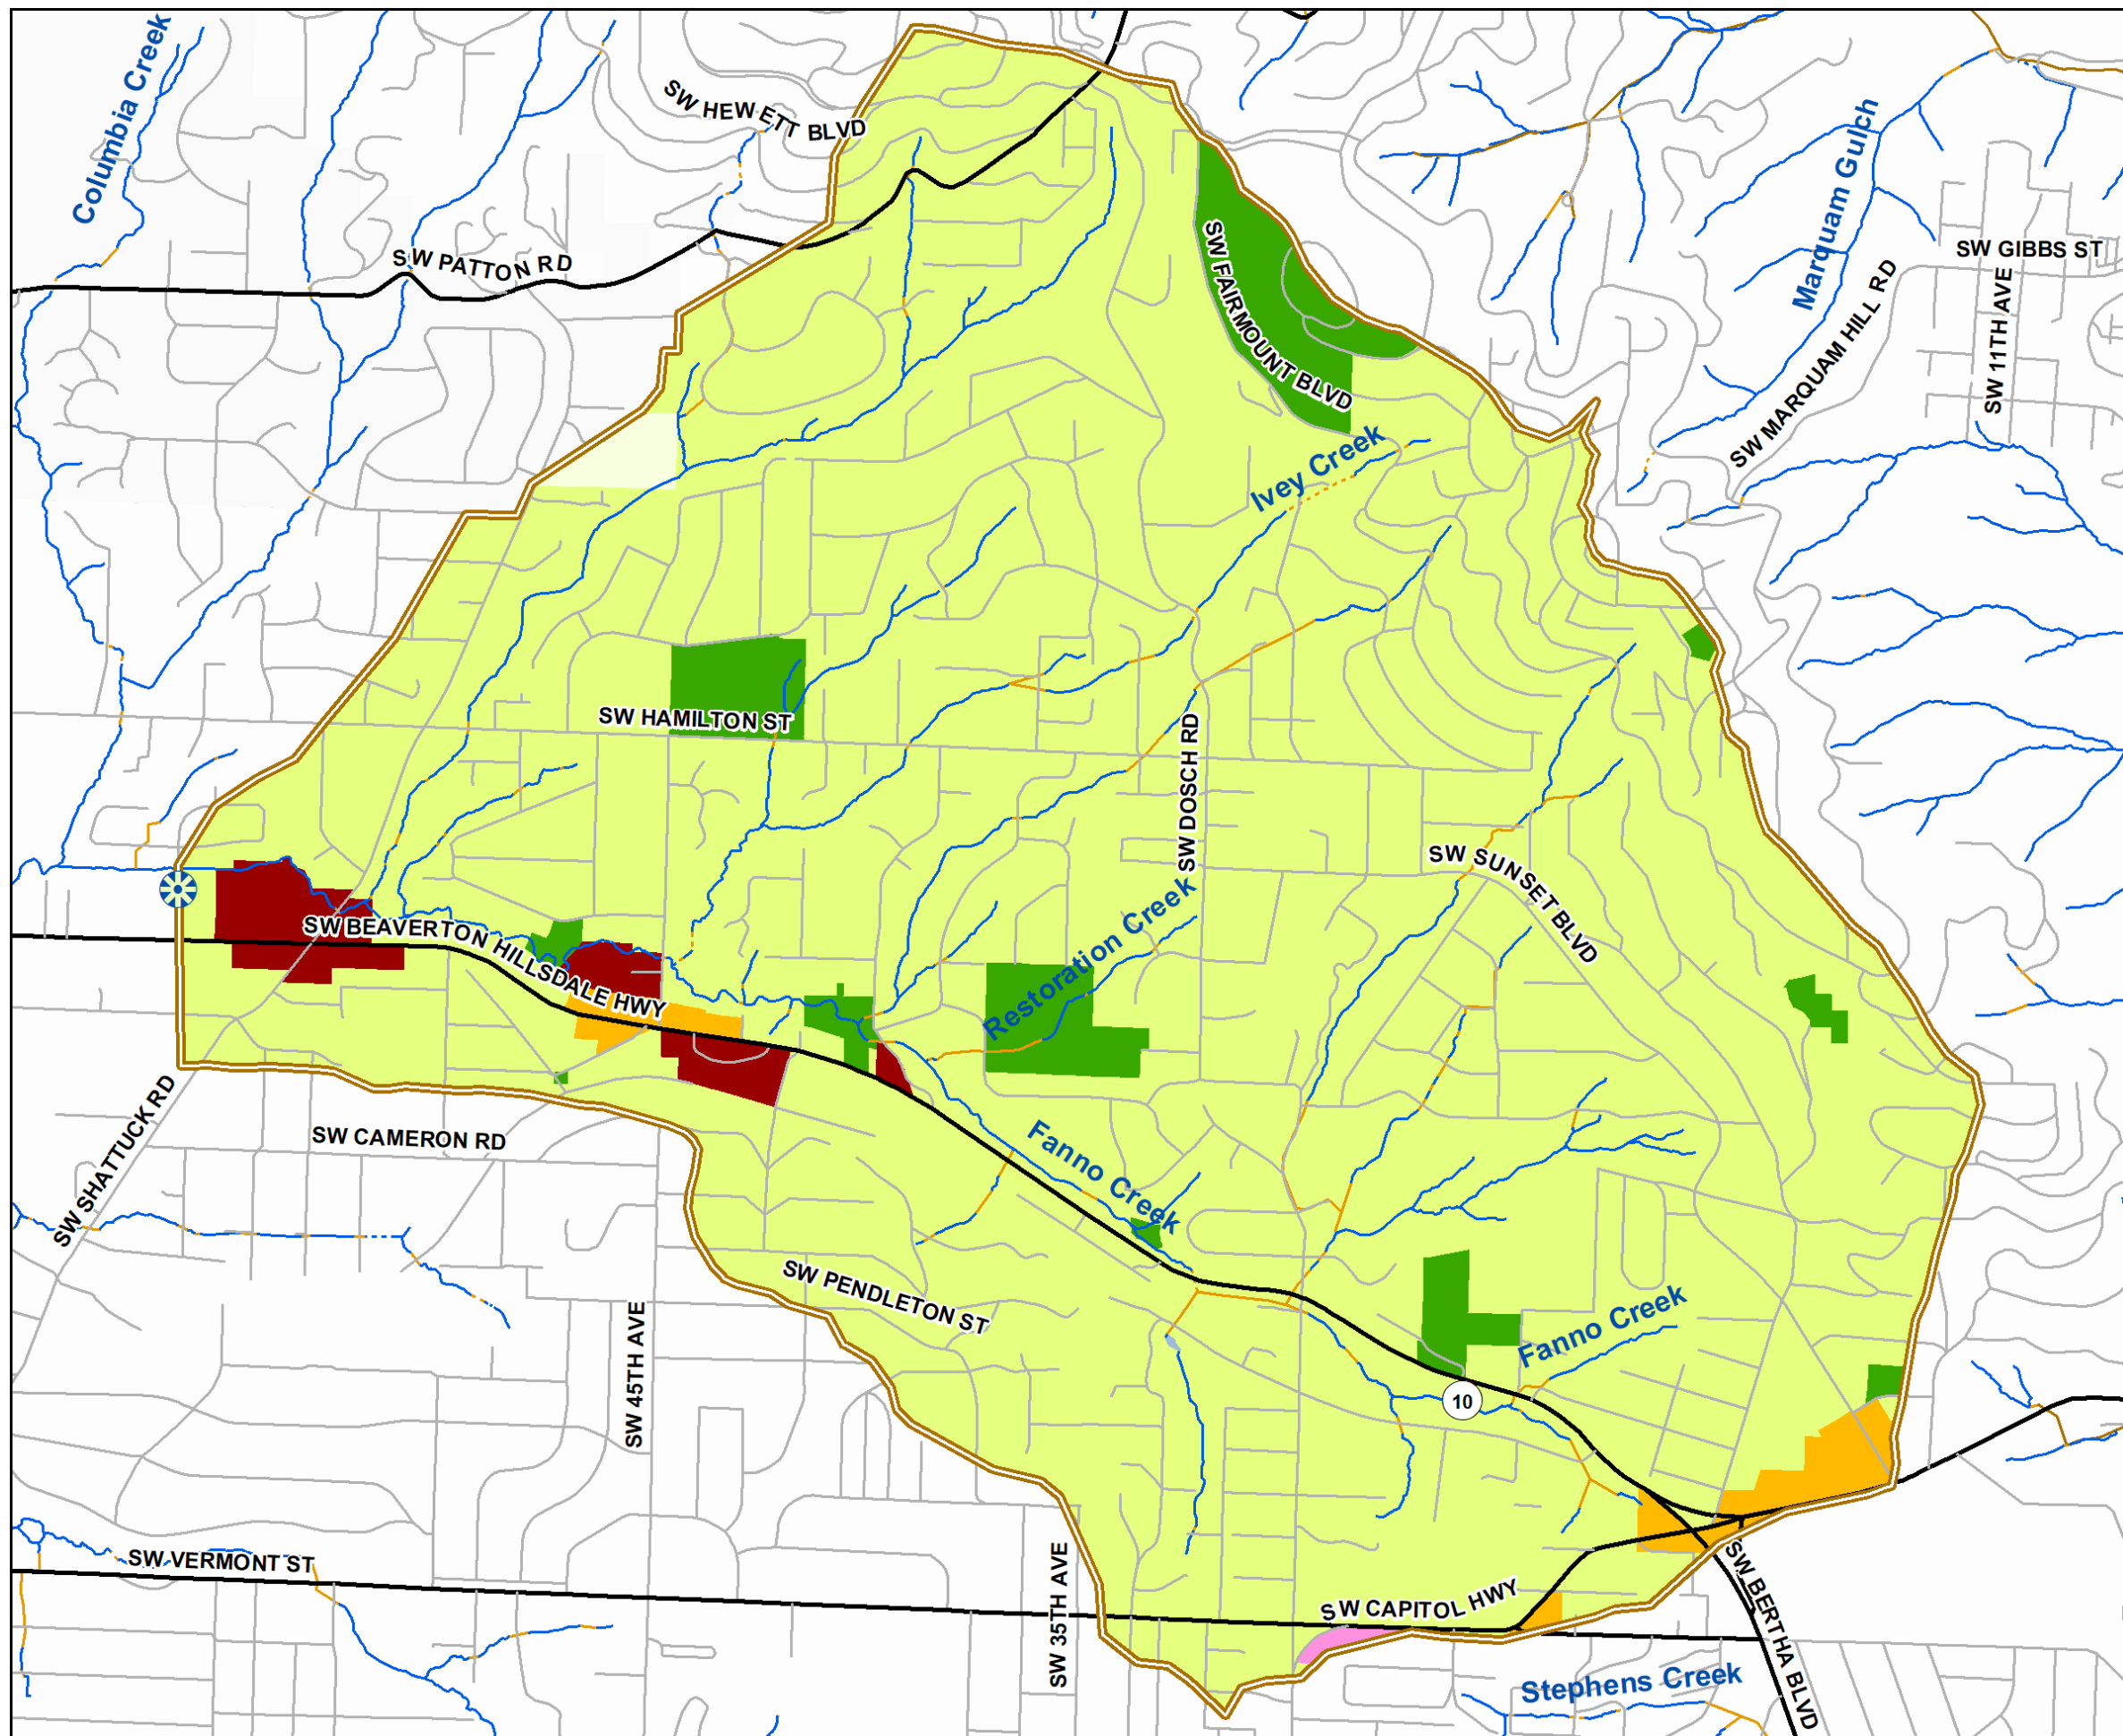 Columbia Creek
SW HEWETT BLVD
SW PATTON RD
Marquam Gulch
SW GIBBS ST
SW FAIRMOUNT BLVD
SW MARQUAM HILL RD
SW 11TH AVE
Ivey Creek
SW HAMILTON ST
SW DOSCH RD
SW SUNSET BLVD
SW BEAVERTON HILLSDALE HWY
Restoration Creek
SW SHATTUCK RD
SW CAMERON RD
Fanno Creek
SW PENDLETON ST
SW 45TH AVE
Fanno Creek
10
SW VERMONT ST
SW 35TH AVE
SW CAPITOL HWY
SW BERTHA BLVD
Stephens Creek